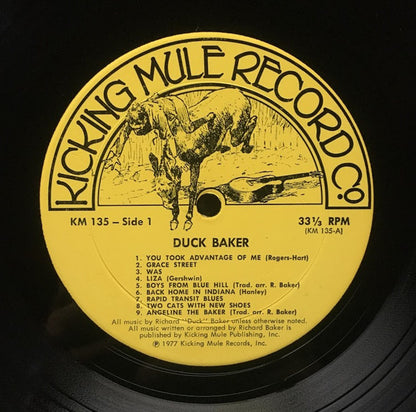 KICKING MULE RECORD CO.
KM 135 – Side 1
33⅓ RPM
(KM 135-A)
DUCK BAKER
1. YOU TOOK ADVANTAGE OF ME (Rogers-Hart)
2. GRACE STREET
3. WAS
4. LIZA (Gershwin)
5. BOYS FROM BLUE HILL (Trad. arr. R. Baker)
6. BACK HOME IN INDIANA (Hanley)
7. RAPID TRANSIT BLUES
8. TWO CATS WITH NEW SHOES
9. ANGELINE THE BAKER (Trad. arr. R. Baker)
All music by Richard "Duck" Baker unless otherwise noted.
All music written or arranged by Richard Baker is
published by Kicking Mule Publishing, Inc.
℗ 1977 Kicking Mule Records, Inc.